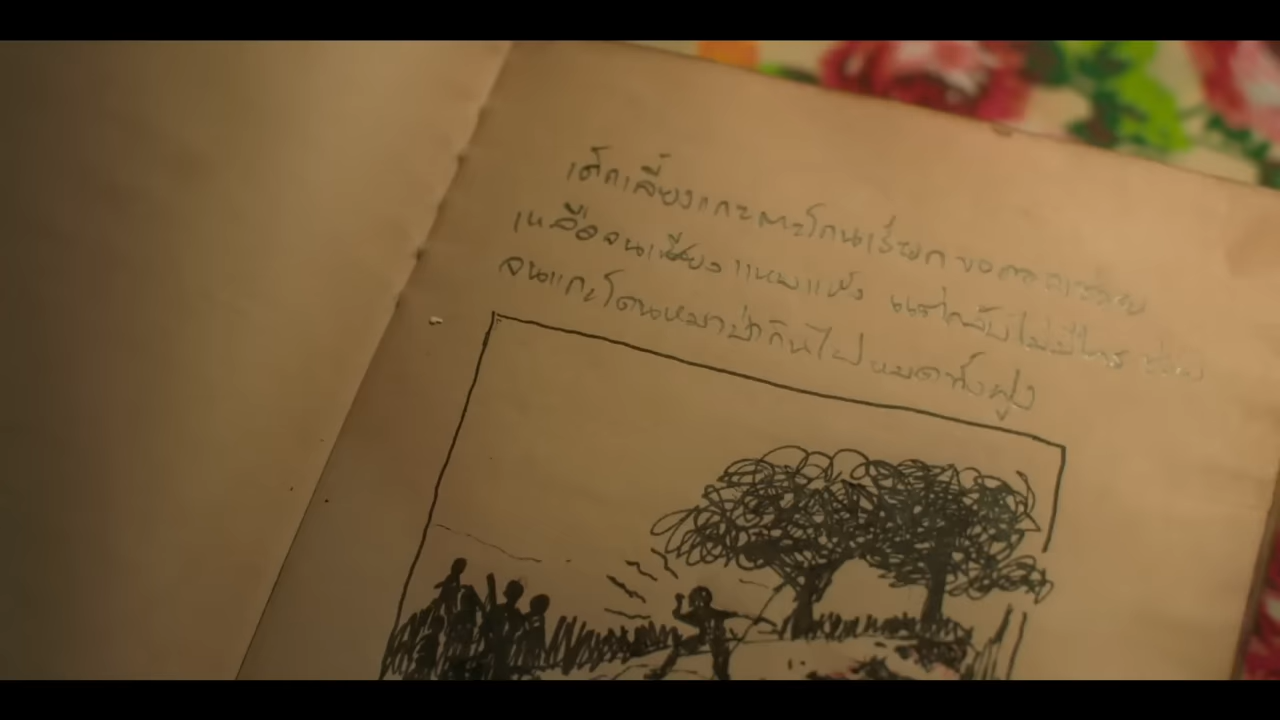 เด็กเลี้ยงแกะตะโกนเรียกขอความช่วย
เหลือจนเสียงแหบแห้ง แต่กลับไม่มีใครช่วย
จนแกะโดนหมาป่ากินไปหมดทั้งฝูง